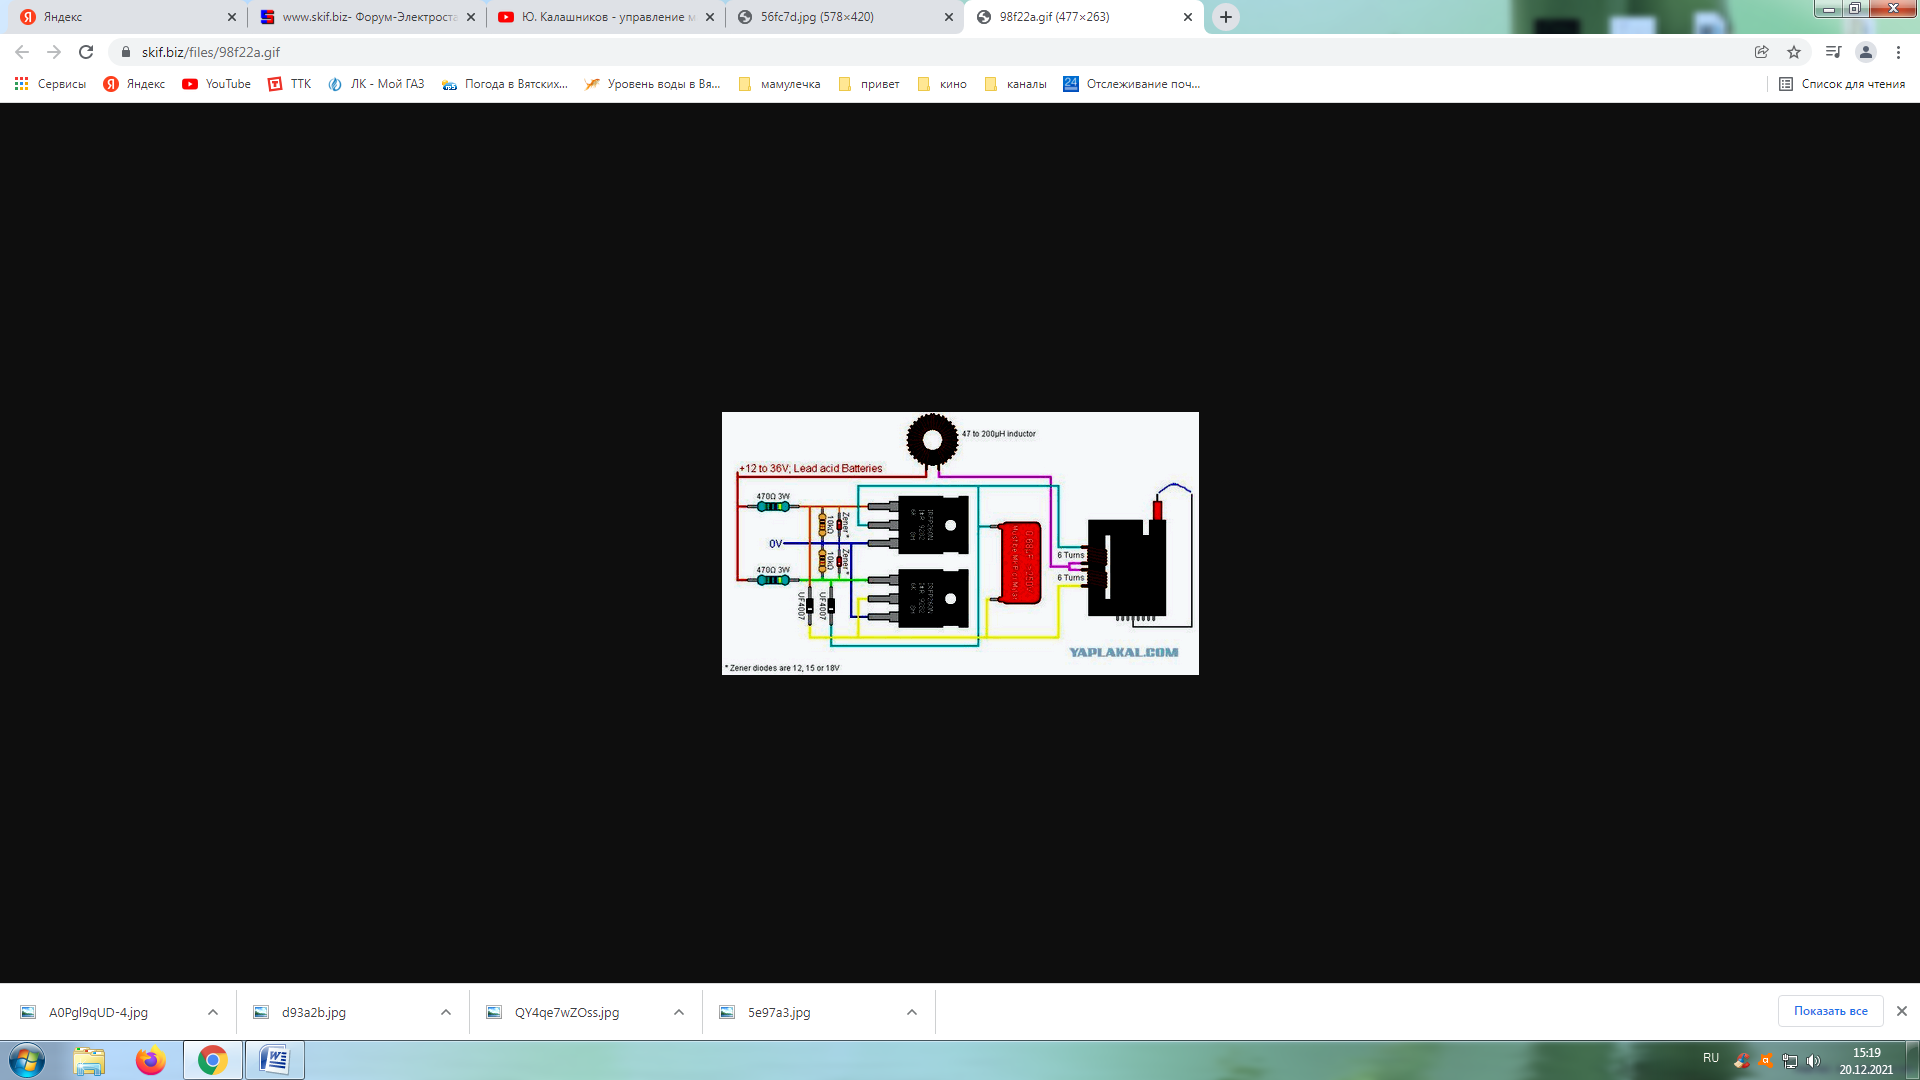 Яндекс
www.skif.biz- Форум-Электроста
Ю. Калашников - управление м
56fc7d.jpg (578×420)
98f22a.gif (477×263)
skif.biz/files/98f22a.gif
Сервисы
Яндекс
YouTube
ТТК
ЛК - Мой ГАЗ
Погода в Вятских...
Уровень воды в Вя...
мамулечка
привет
кино
каналы
24
Отслеживание поч...
Список для чтения
47 to 200µH inductor
+12 to 36V; Lead acid Batteries
470Ω 3W
Zener *
10kΩ
0V
Zener *
10kΩ
470Ω 3W
UF4007
UF4007
IRFP260N
IRFP260N
6 Turns
6 Turns
YAPLAKAL.COM
* Zener diodes are 12, 15 or 18V
A0Pgl9qUD-4.jpg
d93a2b.jpg
QY4qe7wZOss.jpg
5e97a3.jpg
Показать все
RU
15:19
20.12.2021